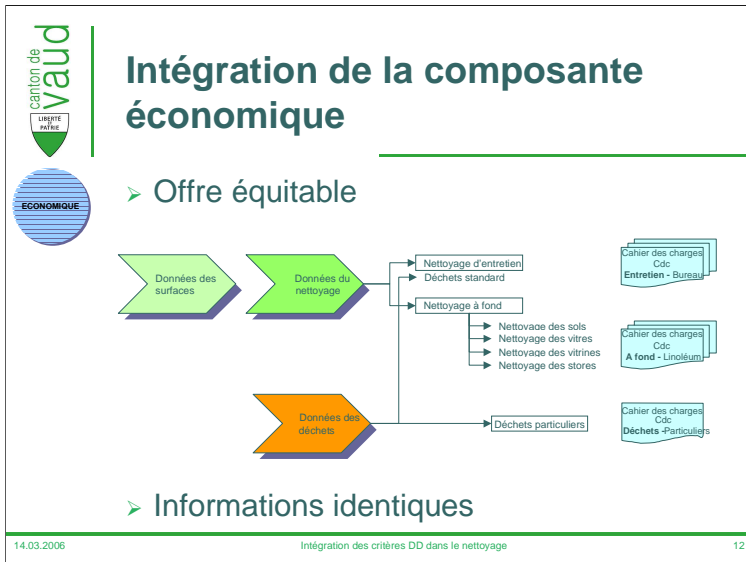 canton de
vaud
LIBERTÉ
ET
PATRIE
Intégration de la composante
économique
ECONOMIQUE
Offre équitable
Données des
surfaces
Données du
nettoyage
Nettoyage d'entretien
Déchets standard
Nettoyage à fond
Nettoyage des sols
Nettoyage des vitres
Nettoyage des vitrines
Nettoyage des stores
Cahier des charges
Cdc
Entretien - Bureau
Cahier des charges
Cdc
A fond - Linoléum
Données des
déchets
Déchets particuliers
Cahier des charges
Cdc
Déchets -Particuliers
Informations identiques
14.03.2006
Intégration des critères DD dans le nettoyage
12